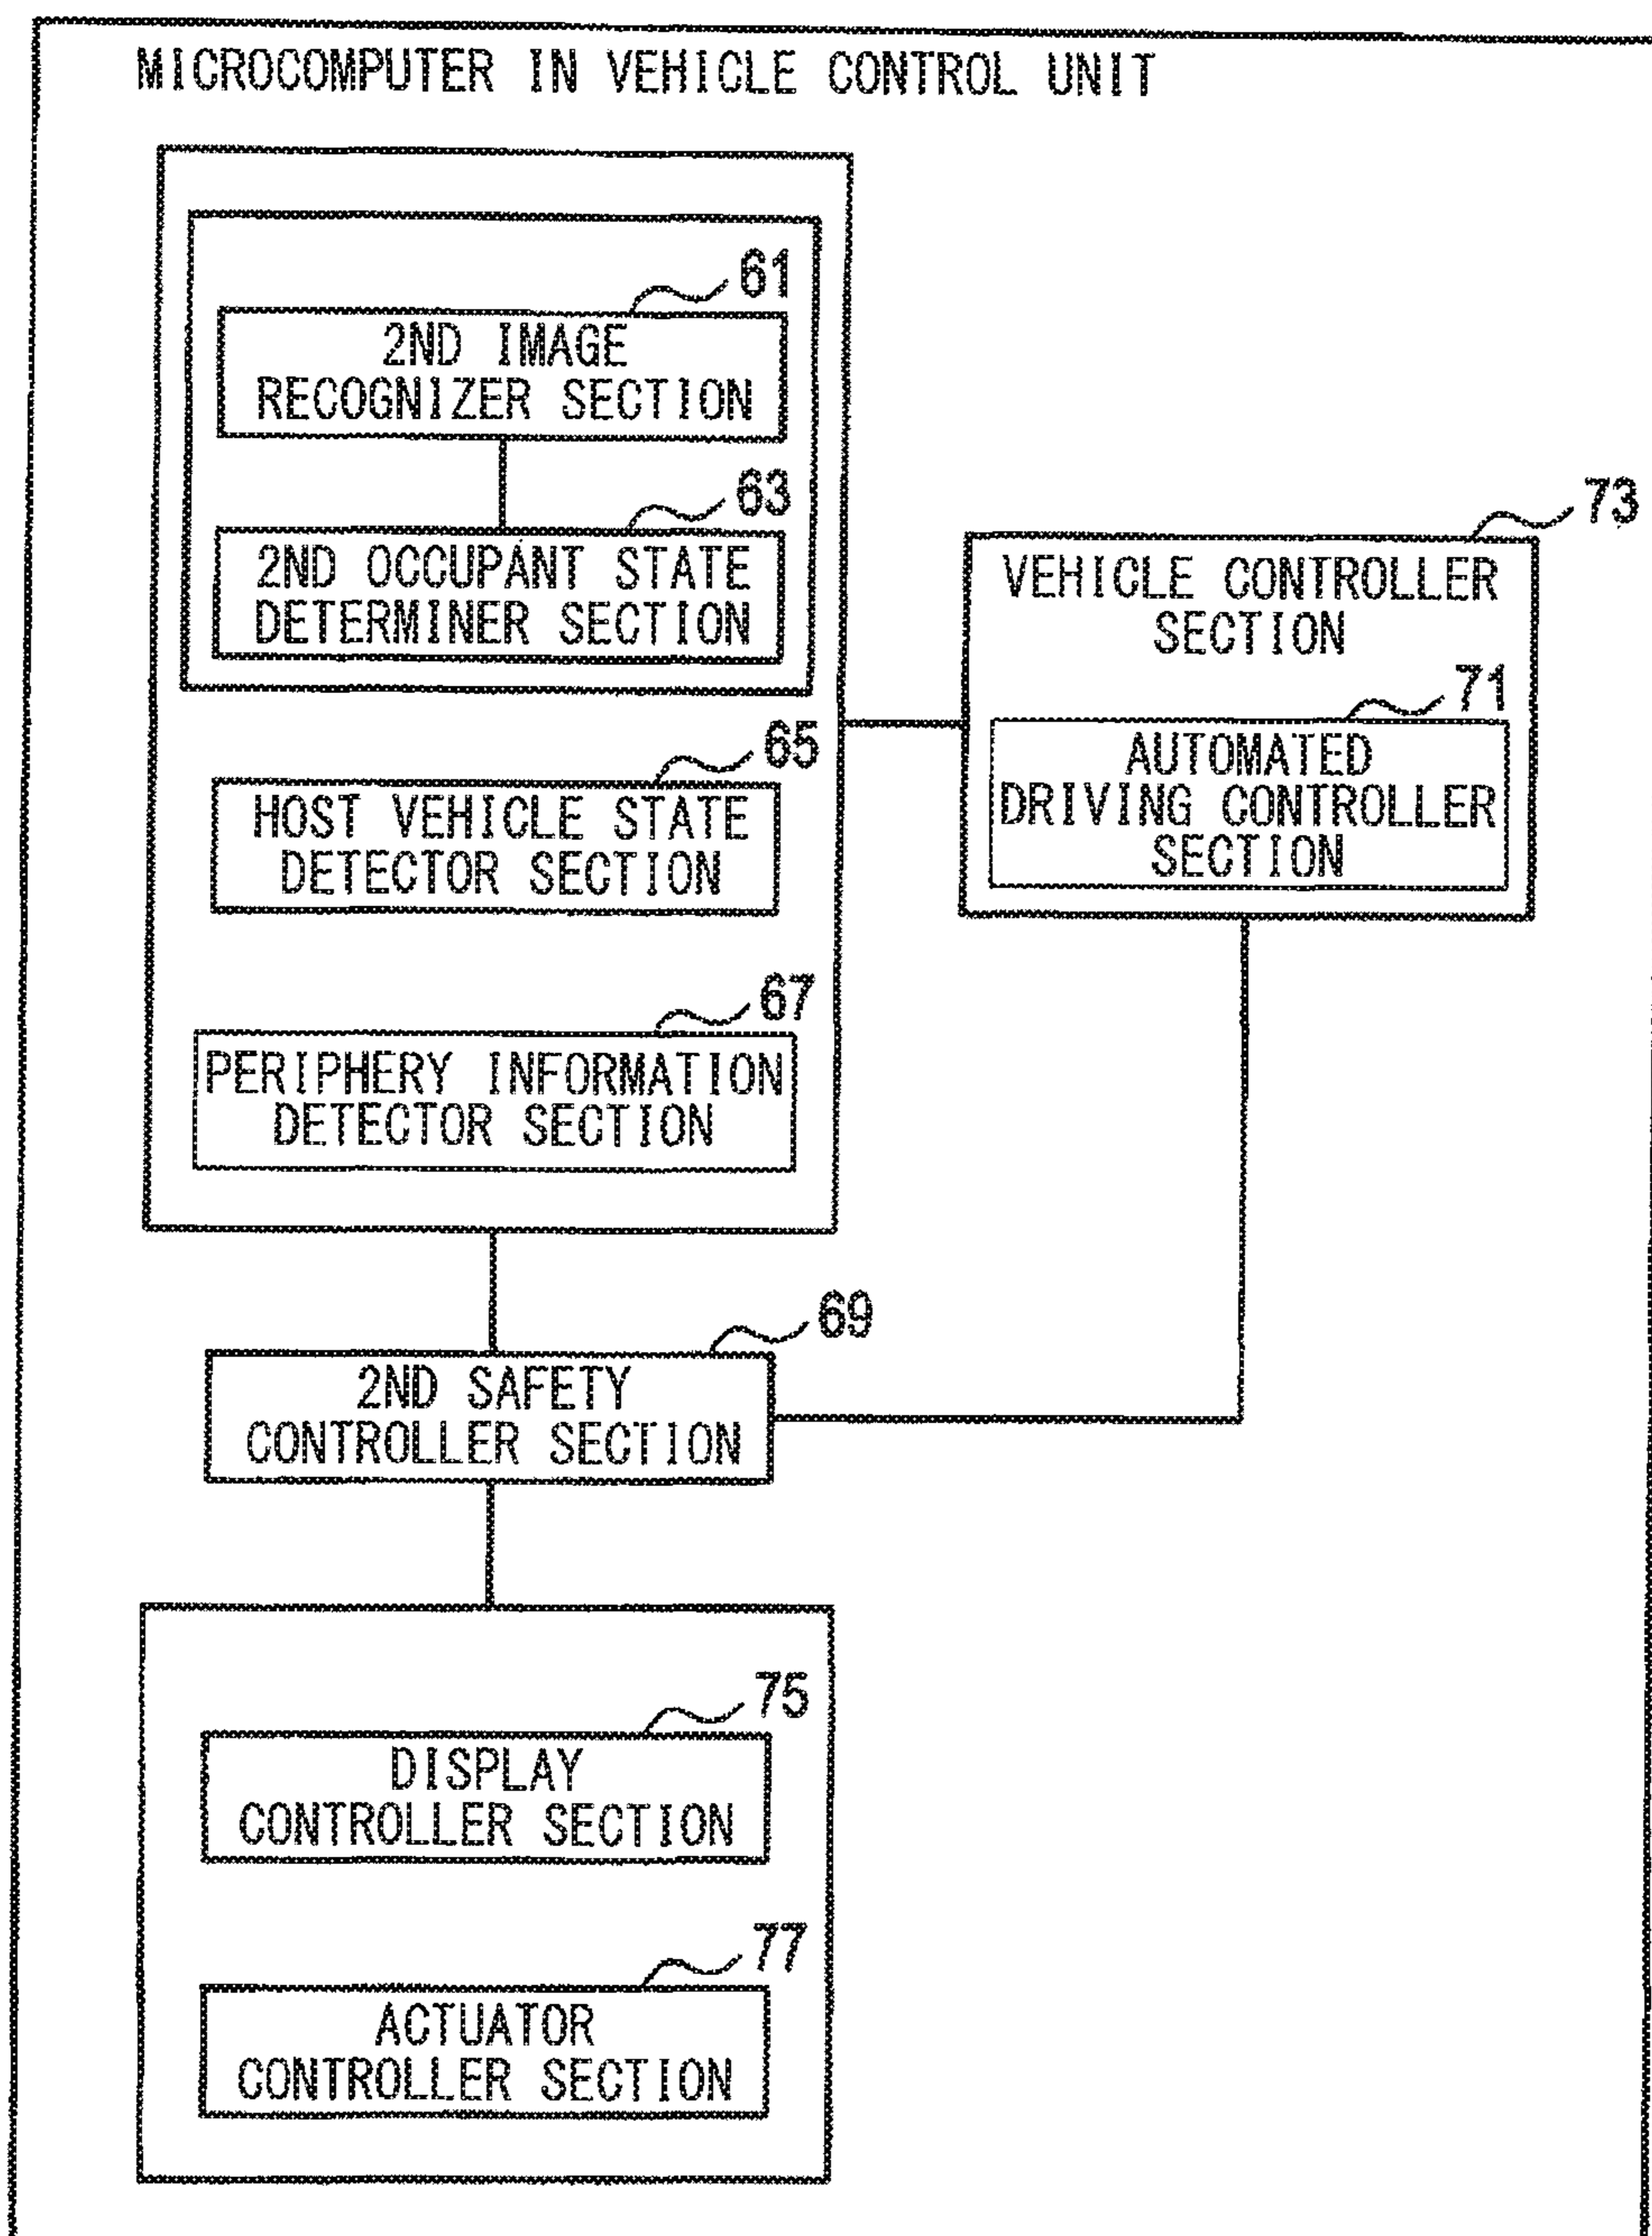 MICROCOMPUTER IN VEHICLE CONTROL UNIT
61
2ND IMAGE
RECOGNIZER SECTION
63
2ND OCCUPANT STATE
DETERMINER SECTION
65
HOST VEHICLE STATE
DETECTOR SECTION
67
PERIPHERY INFORMATION
DETECTOR SECTION
73
VEHICLE CONTROLLER
SECTION
71
AUTOMATED
DRIVING CONTROLLER
SECTION
69
2ND SAFETY
CONTROLLER SECTION
75
DISPLAY
CONTROLLER SECTION
77
ACTUATOR
CONTROLLER SECTION